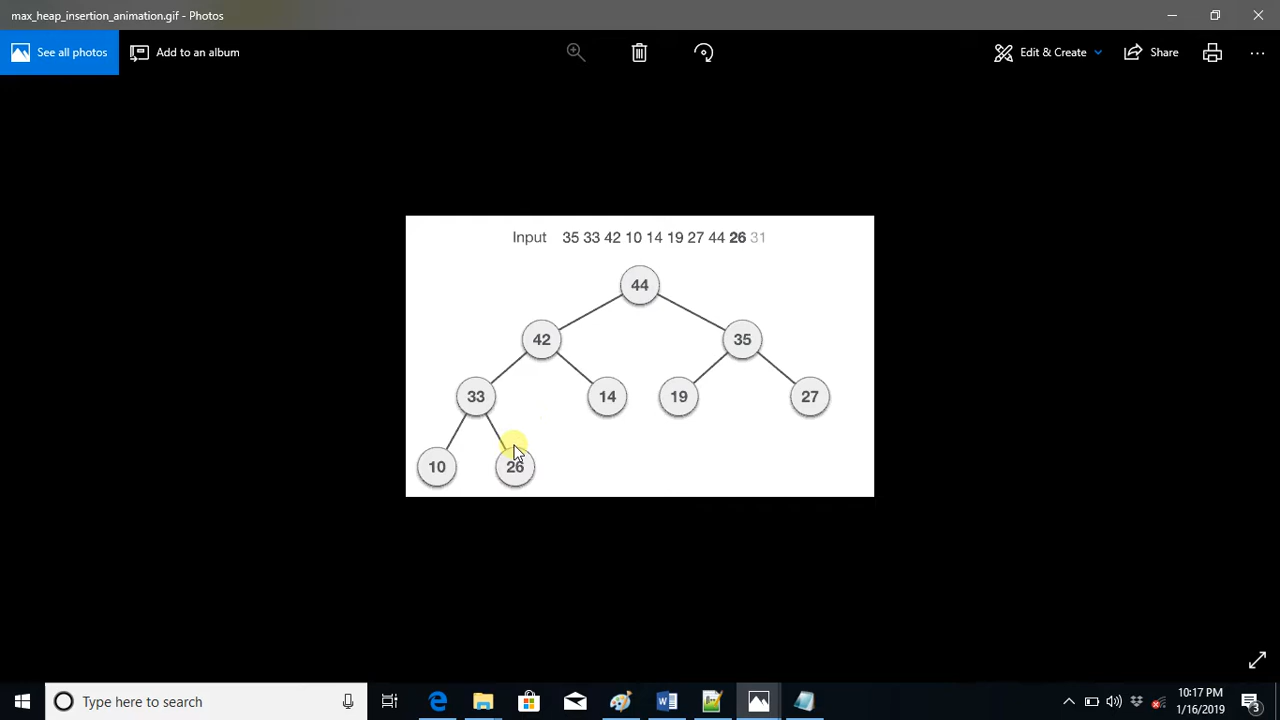 max_heap_insertion_animation.gif - Photos
See all photos
Add to an album
Edit & Create
Share
Input 35 33 42 10 14 19 27 44 26 31
44
42
35
33
14
19
27
10
26
Type here to search
10:17 PM
1/16/2019
3